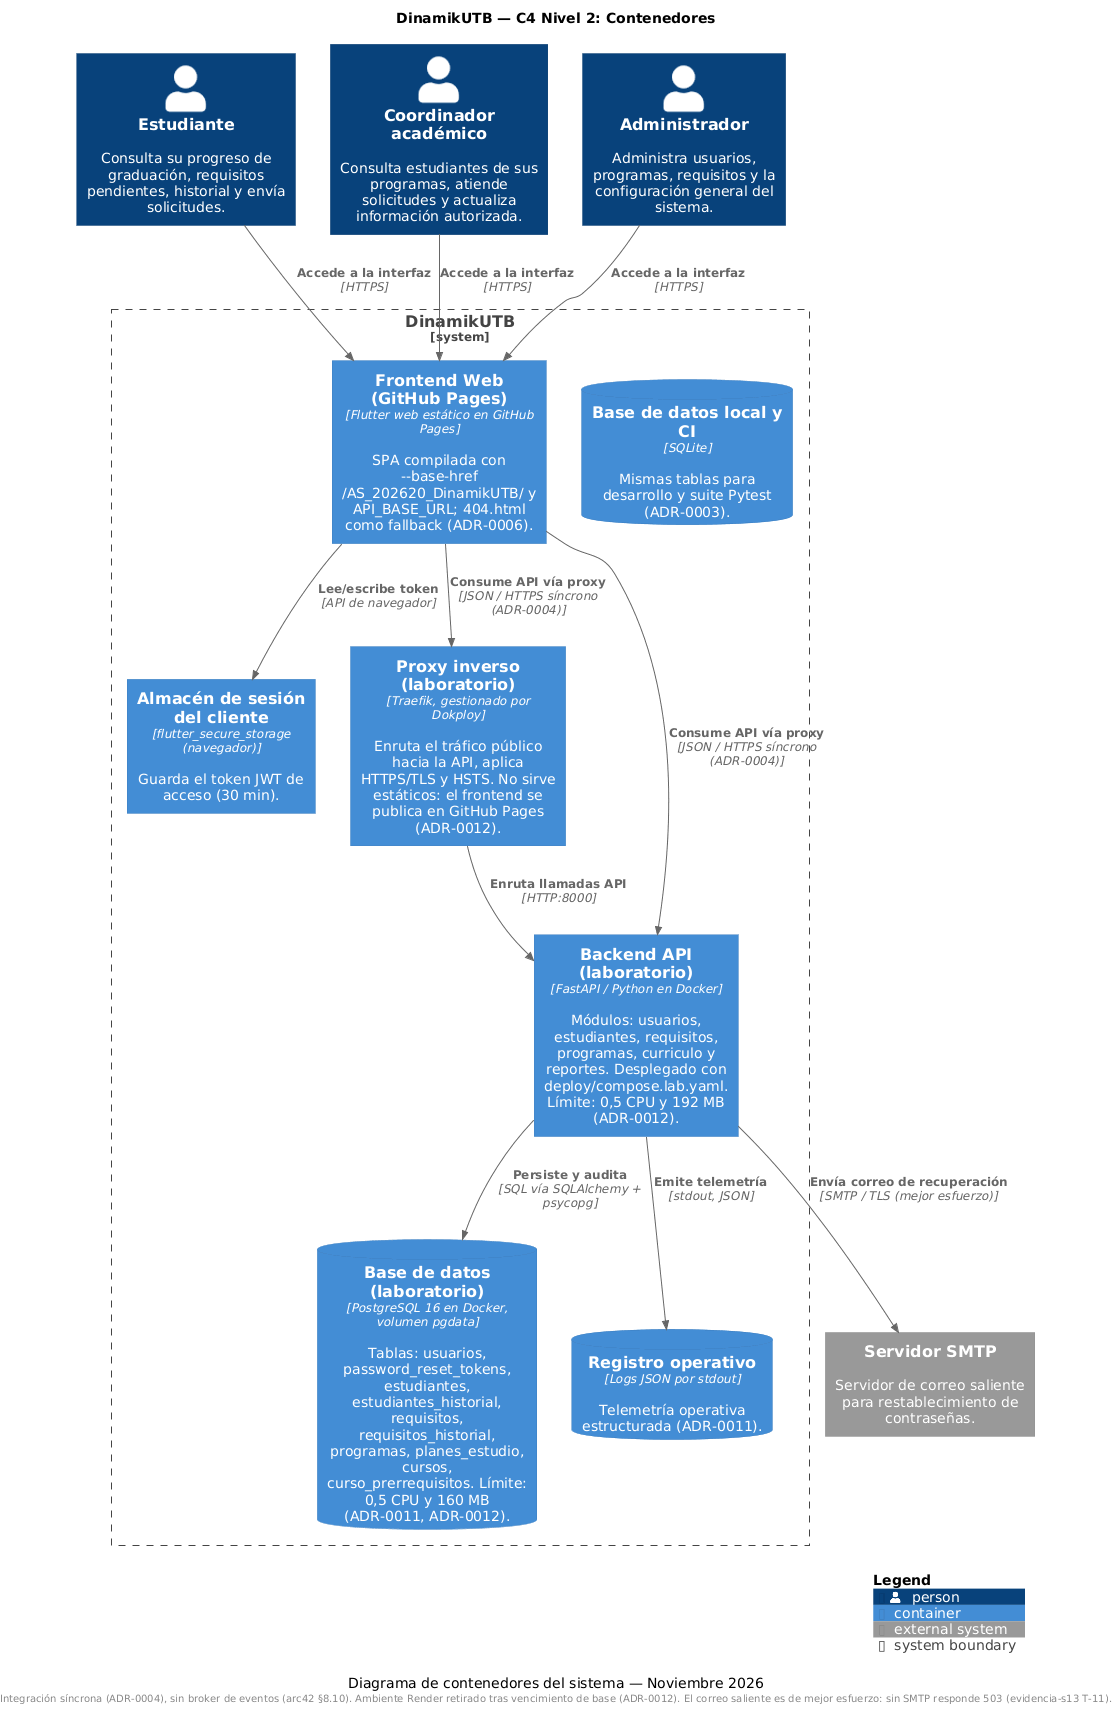 DinamikUTB — C4 Nivel 2: Contenedores
Estudiante
Consulta su progreso de
graduación, requisitos
pendientes, historial y envía
solicitudes.
Coordinador
académico
Consulta estudiantes de sus
programas, atiende
solicitudes y actualiza
información autorizada.
Administrador
Administra usuarios,
programas, requisitos y la
configuración general del
sistema.
Accede a la interfaz
[HTTPS]
Accede a la interfaz
[HTTPS]
Accede a la interfaz
[HTTPS]
DinamikUTB
[system]
Frontend Web
(GitHub Pages)
[Flutter web estático en GitHub
Pages]
SPA compilada con
--base-href
/AS_202620_DinamikUTB/ y
API_BASE_URL; 404.html
como fallback (ADR-0006).
Base de datos local y
CI
[SQLite]
Mismas tablas para
desarrollo y suite Pytest
(ADR-0003).
Lee/escribe token
[API de navegador]
Consume API vía proxy
[JSON / HTTPS síncrono
(ADR-0004)]
Almacén de sesión
del cliente
[flutter_secure_storage
(navegador)]
Guarda el token JWT de
acceso (30 min).
Proxy inverso
(laboratorio)
[Traefik, gestionado por
Dokploy]
Enruta el tráfico público
hacia la API, aplica
HTTPS/TLS y HSTS. No sirve
estáticos: el frontend se
publica en GitHub Pages
(ADR-0012).
Consume API vía proxy
[JSON / HTTPS síncrono
(ADR-0004)]
Enruta llamadas API
[HTTP:8000]
Backend API
(laboratorio)
[FastAPI / Python en Docker]
Módulos: usuarios,
estudiantes, requisitos,
programas, curriculo y
reportes. Desplegado con
deploy/compose.lab.yaml.
Límite: 0,5 CPU y 192 MB
(ADR-0012).
Persiste y audita
[SQL vía SQLAlchemy +
psycopg]
Emite telemetría
[stdout, JSON]
Envía correo de recuperación
[SMTP / TLS (mejor esfuerzo)]
Base de datos
(laboratorio)
[PostgreSQL 16 en Docker,
volumen pgdata]
Tablas: usuarios,
password_reset_tokens,
estudiantes,
estudiantes_historial,
requisitos,
requisitos_historial,
programas, planes_estudio,
cursos,
curso_prerrequisitos. Límite:
0,5 CPU y 160 MB
(ADR-0011, ADR-0012).
Registro operativo
[Logs JSON por stdout]
Telemetría operativa
estructurada (ADR-0011).
Servidor SMTP
Servidor de correo saliente
para restablecimiento de
contraseñas.
Legend
person
container
external system
system boundary
Diagrama de contenedores del sistema — Noviembre 2026
Integración síncrona (ADR-0004), sin broker de eventos (arc42 §8.10). Ambiente Render retirado tras vencimiento de base (ADR-0012). El correo saliente es de mejor esfuerzo: sin SMTP responde 503 (evidencia-s13 T-11).